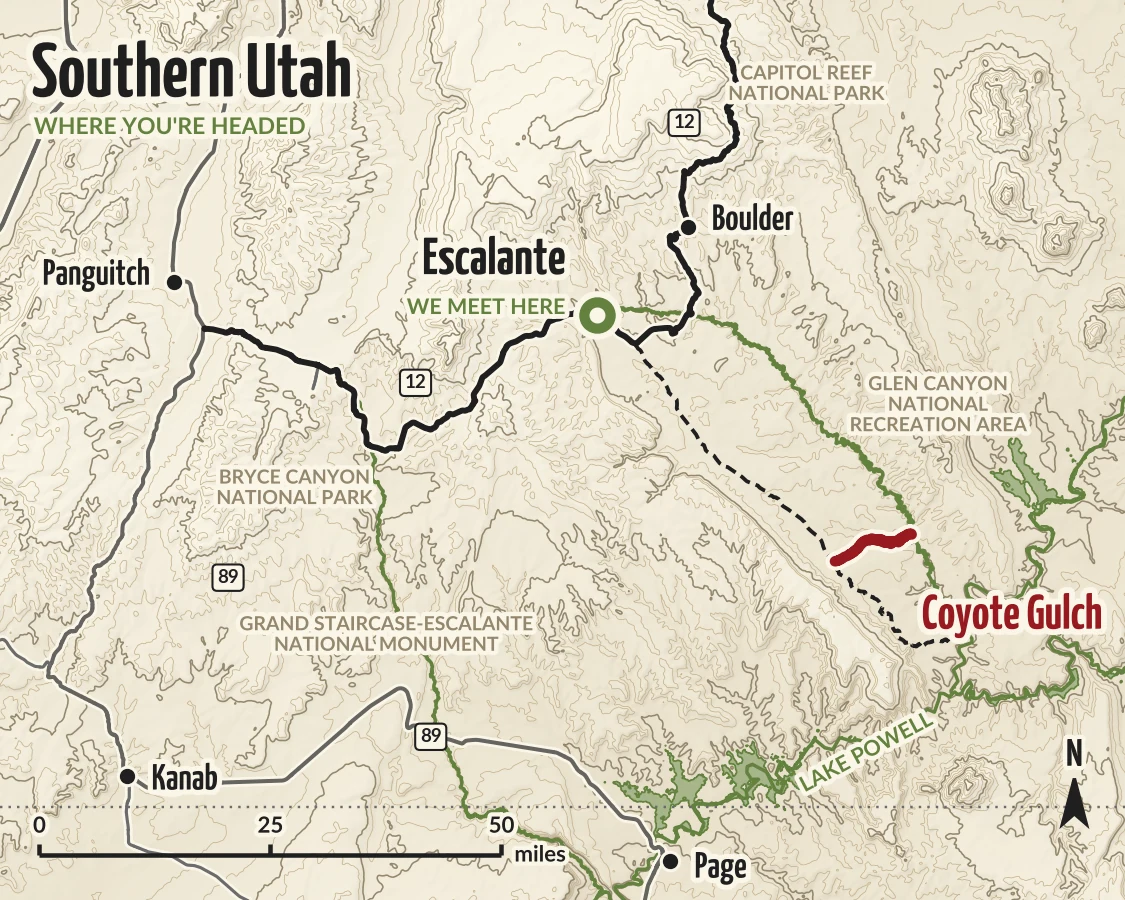 Southern Utah
WHERE YOU'RE HEADED
CAPITOL REEF
NATIONAL PARK
12
Boulder
Escalante
Panguitch
WE MEET HERE
12
GLEN CANYON
NATIONAL
RECREATION AREA
BRYCE CANYON
NATIONAL PARK
89
GRAND STAIRCASE-ESCALANTE
NATIONAL MONUMENT
Coyote Gulch
89
LAKE POWELL
N
Kanab
0 25 50
miles
Page